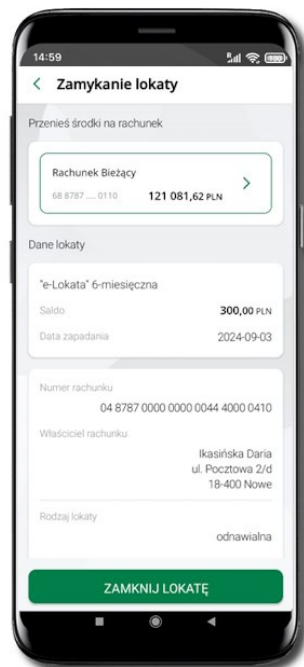 14:59
Zamykanie lokaty
Przenieś środki na rachunek
Rachunek Bieżący
68 8787 .... 0110 121 081,62 PLN
Dane lokaty
"e-Lokata" 6-miesięczna
Saldo 300,00 PLN
Data zapadania 2024-09-03
Numer rachunku
04 8787 0000 0000 0044 4000 0410
Właściciel rachunku
Ikasińska Daria
ul. Pocztowa 2/d
18-400 Nowe
Rodzaj lokaty
odnawialna
ZAMKNIJ LOKATĘ